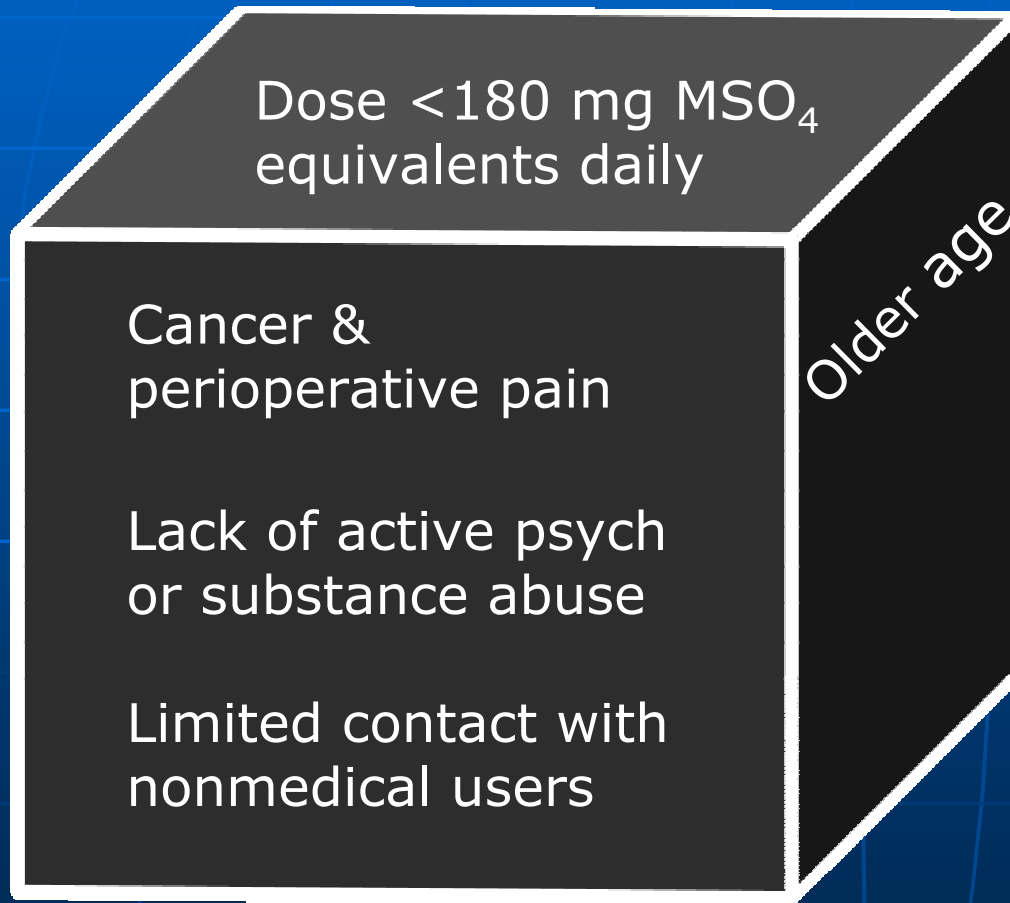 Dose <180 mg MSO₄
equivalents daily
Older age
Cancer &
perioperative pain
Lack of active psych
or substance abuse
Limited contact with
nonmedical users